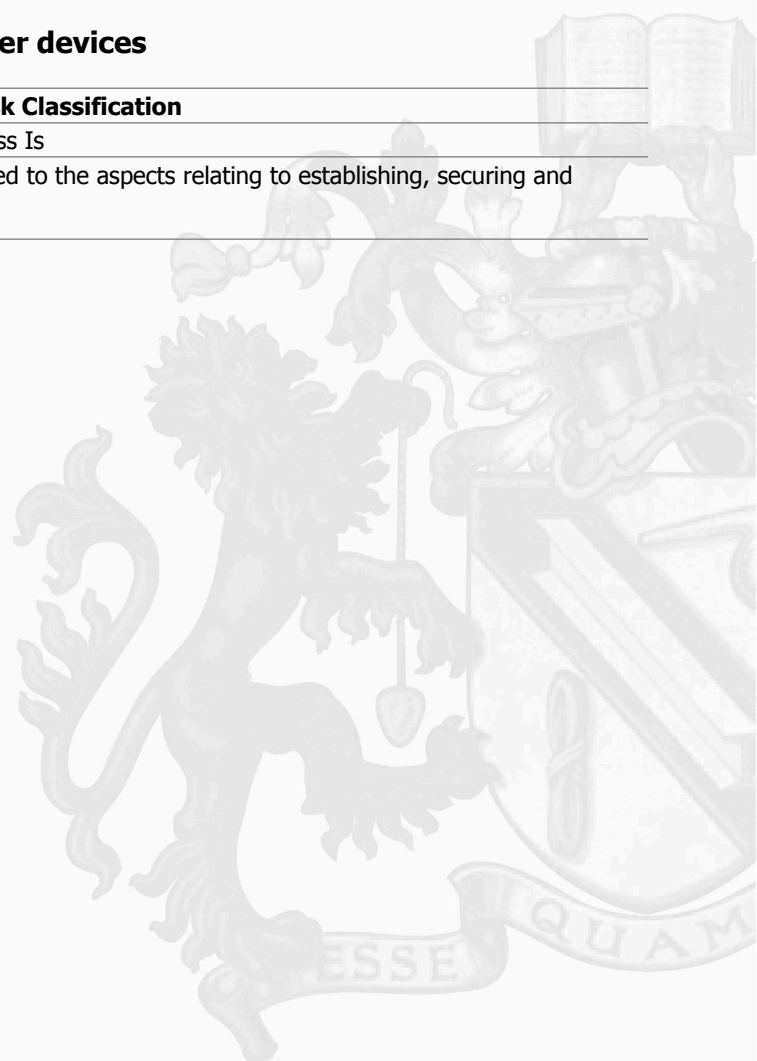 er devices
k Classification
ss Is
ed to the aspects relating to establishing, securing and
ESSE QUAM